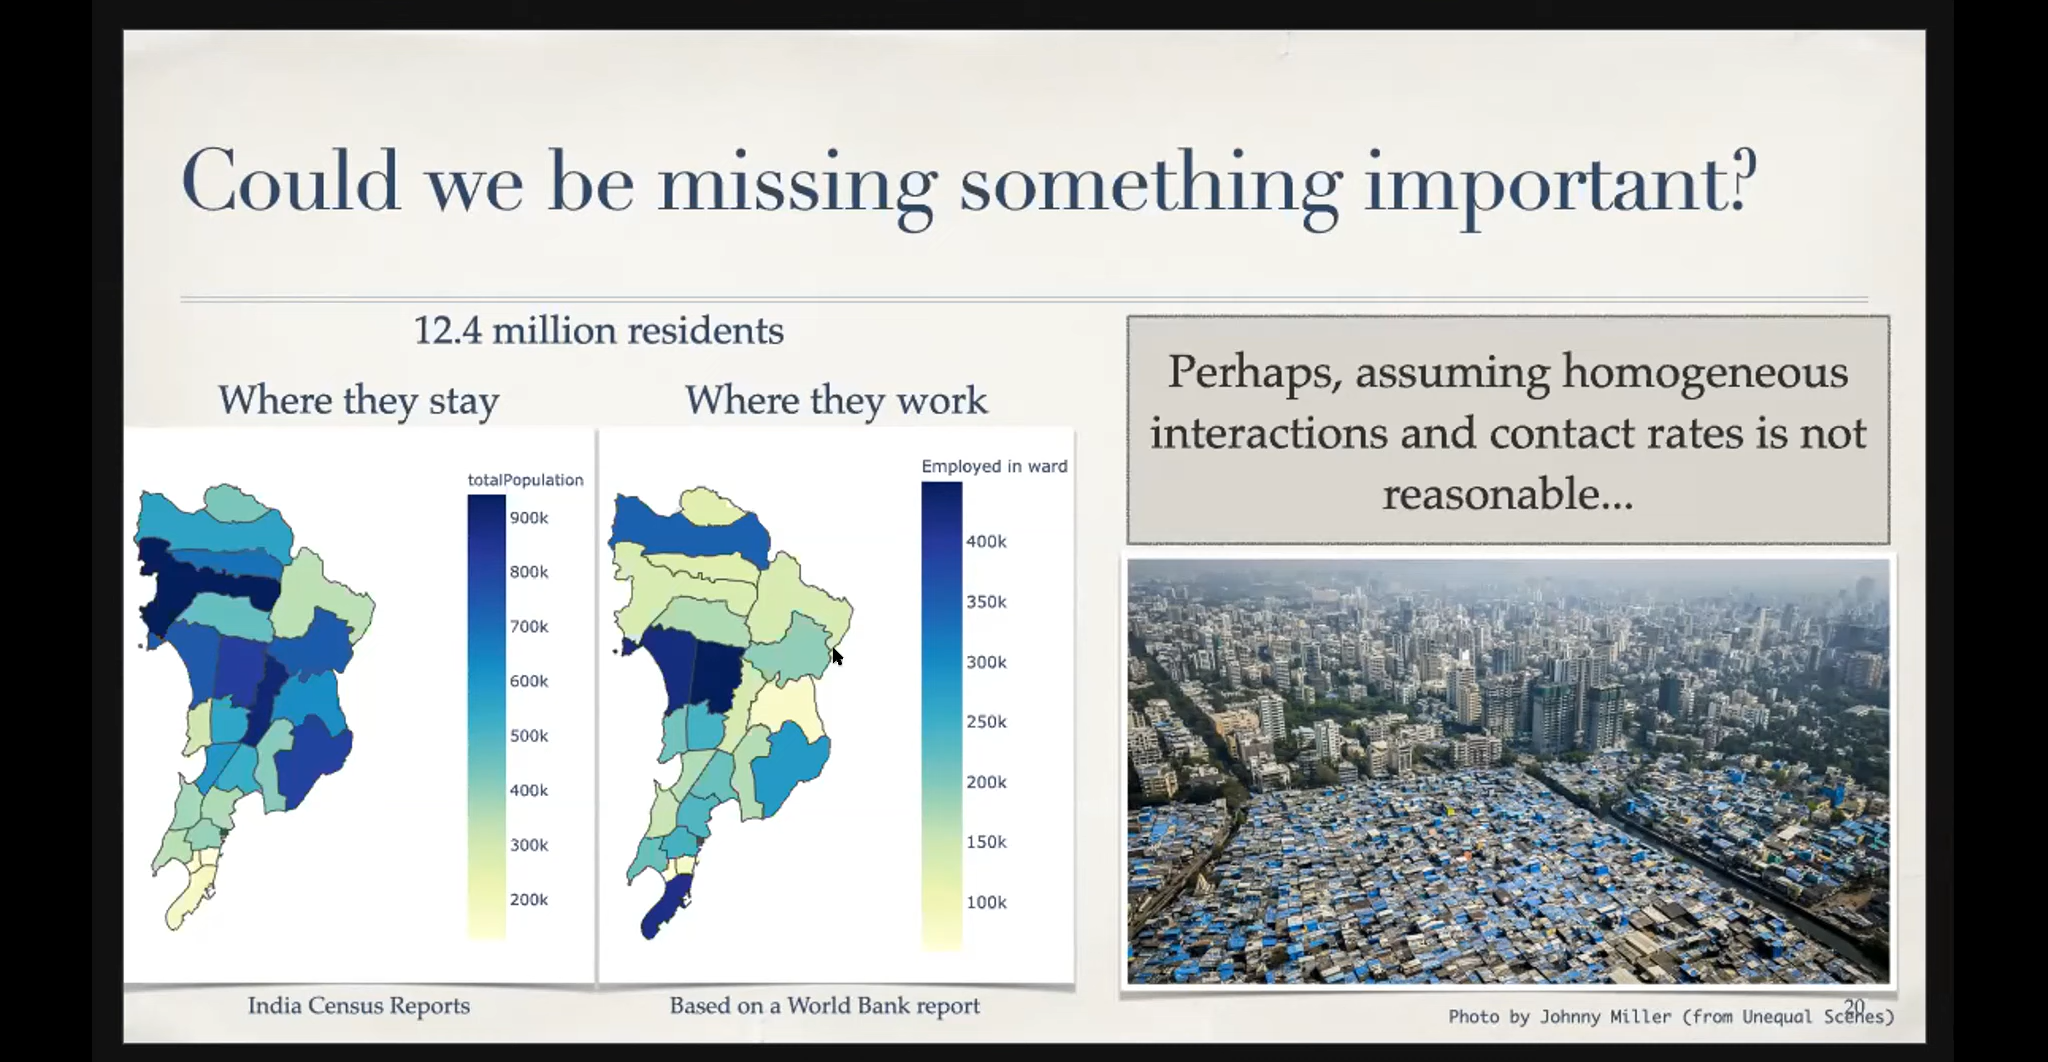 Could we be missing something important?
12.4 million residents
Where they stay
Where they work
totalPopulation
900k
800k
700k
600k
500k
400k
300k
200k
Employed in ward
400k
350k
300k
250k
200k
150k
100k
India Census Reports
Based on a World Bank report
Perhaps, assuming homogeneous
interactions and contact rates is not
reasonable...
20
Photo by Johnny Miller (from Unequal Scenes)